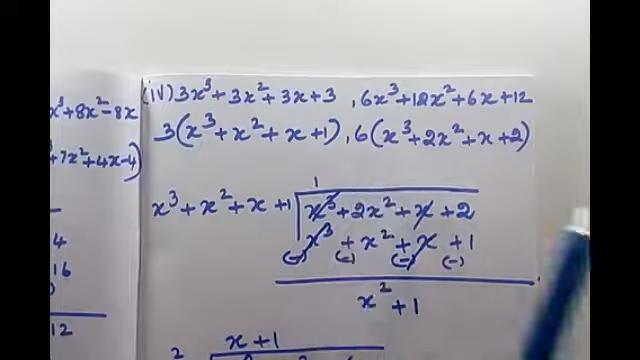 x³+8x²-8x
+7x²+4x-4)
4
16
12
(iv) 3x³+3x²+3x+3 , 6x³+12x²+6x+12
3(x³+x²+x+1), 6(x³+2x²+x+2)
1
x³+x²+x+1 x³+2x²+x+2
x³+x²+x+1
(-) (-) (-) (-)
x²+1
x+1
2